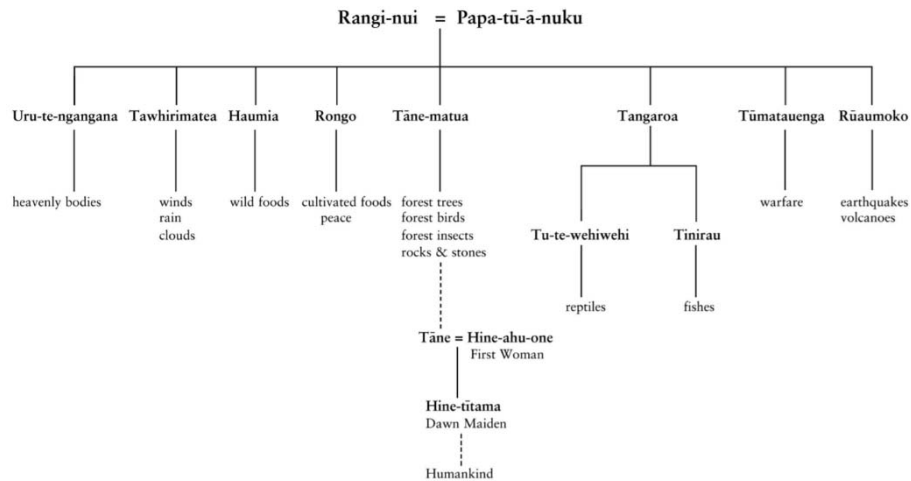 Rangi-nui = Papa-tū-ā-nuku
Uru-te-ngangana Tawhirimatea Haumia Rongo Tāne-matua Tangaroa Tūmatauenga Rūaumoko
heavenly bodies winds wild foods cultivated foods forest trees warfare earthquakes
rain peace forest birds volcanoes
clouds forest insects Tu-te-wehiwehi Tinirau
rocks & stones
reptiles fishes
Tāne = Hine-ahu-one
First Woman
Hine-tītama
Dawn Maiden
Humankind